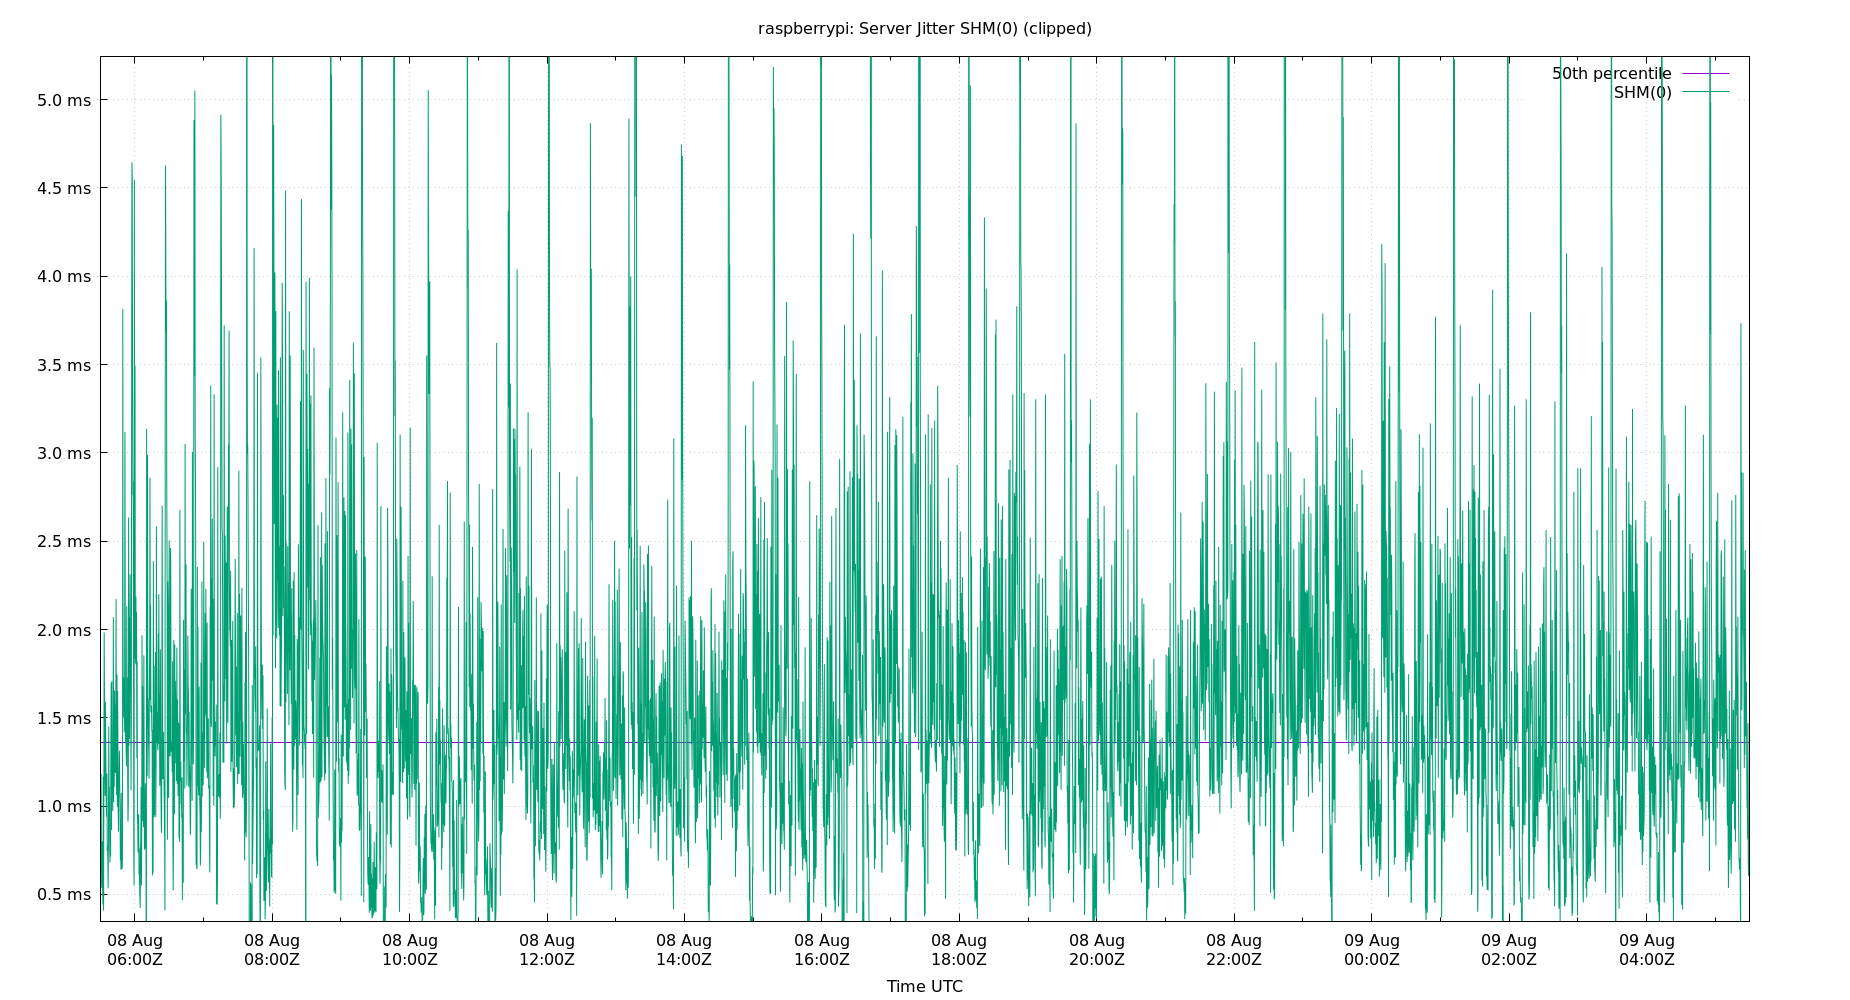 raspberrypi: Server Jitter SHM(0) (clipped)
50th percentile
SHM(0)
5.0 ms
4.5 ms
4.0 ms
3.5 ms
3.0 ms
2.5 ms
2.0 ms
1.5 ms
1.0 ms
0.5 ms
08 Aug 08 Aug 08 Aug 08 Aug 08 Aug 08 Aug 08 Aug 08 Aug 08 Aug 09 Aug 09 Aug 09 Aug
06:00Z 08:00Z 10:00Z 12:00Z 14:00Z 16:00Z 18:00Z 20:00Z 22:00Z 00:00Z 02:00Z 04:00Z
Time UTC